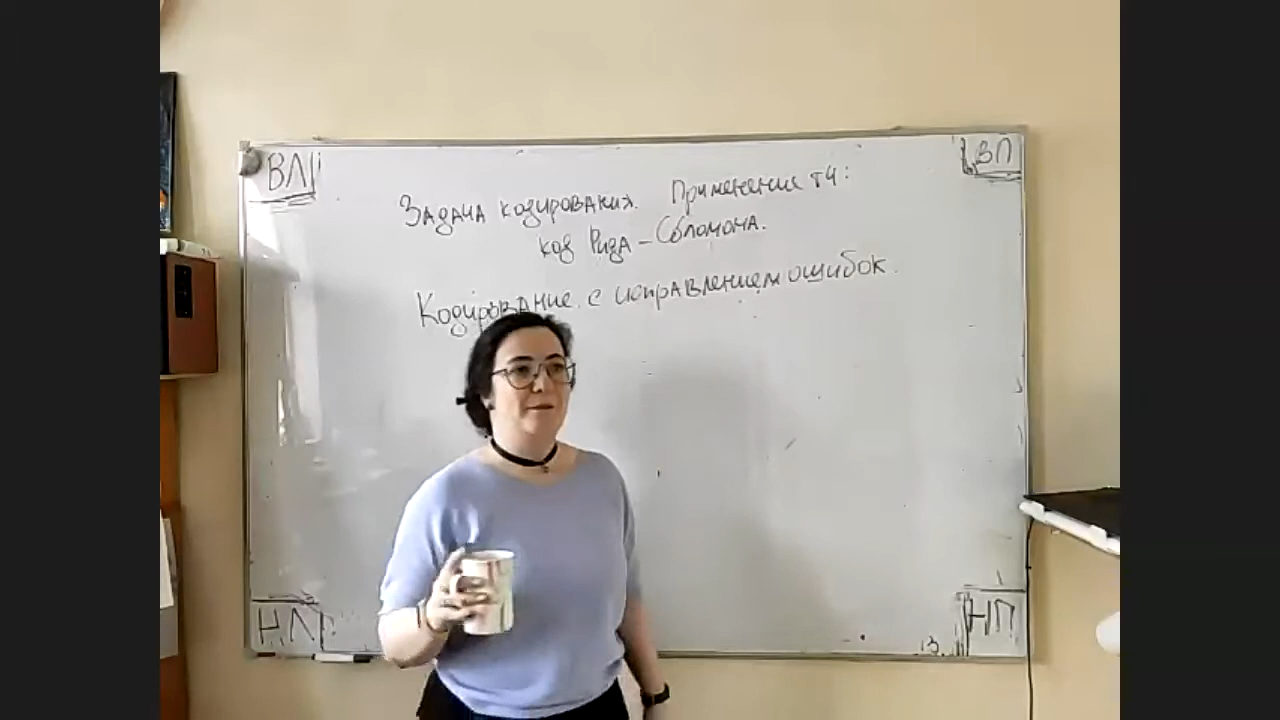 ВЛ
ВП
Задача кодирования. Применение ТЧ:
код Рида – Соломона.
Кодирование с исправлением ошибок.
НЛ
НП